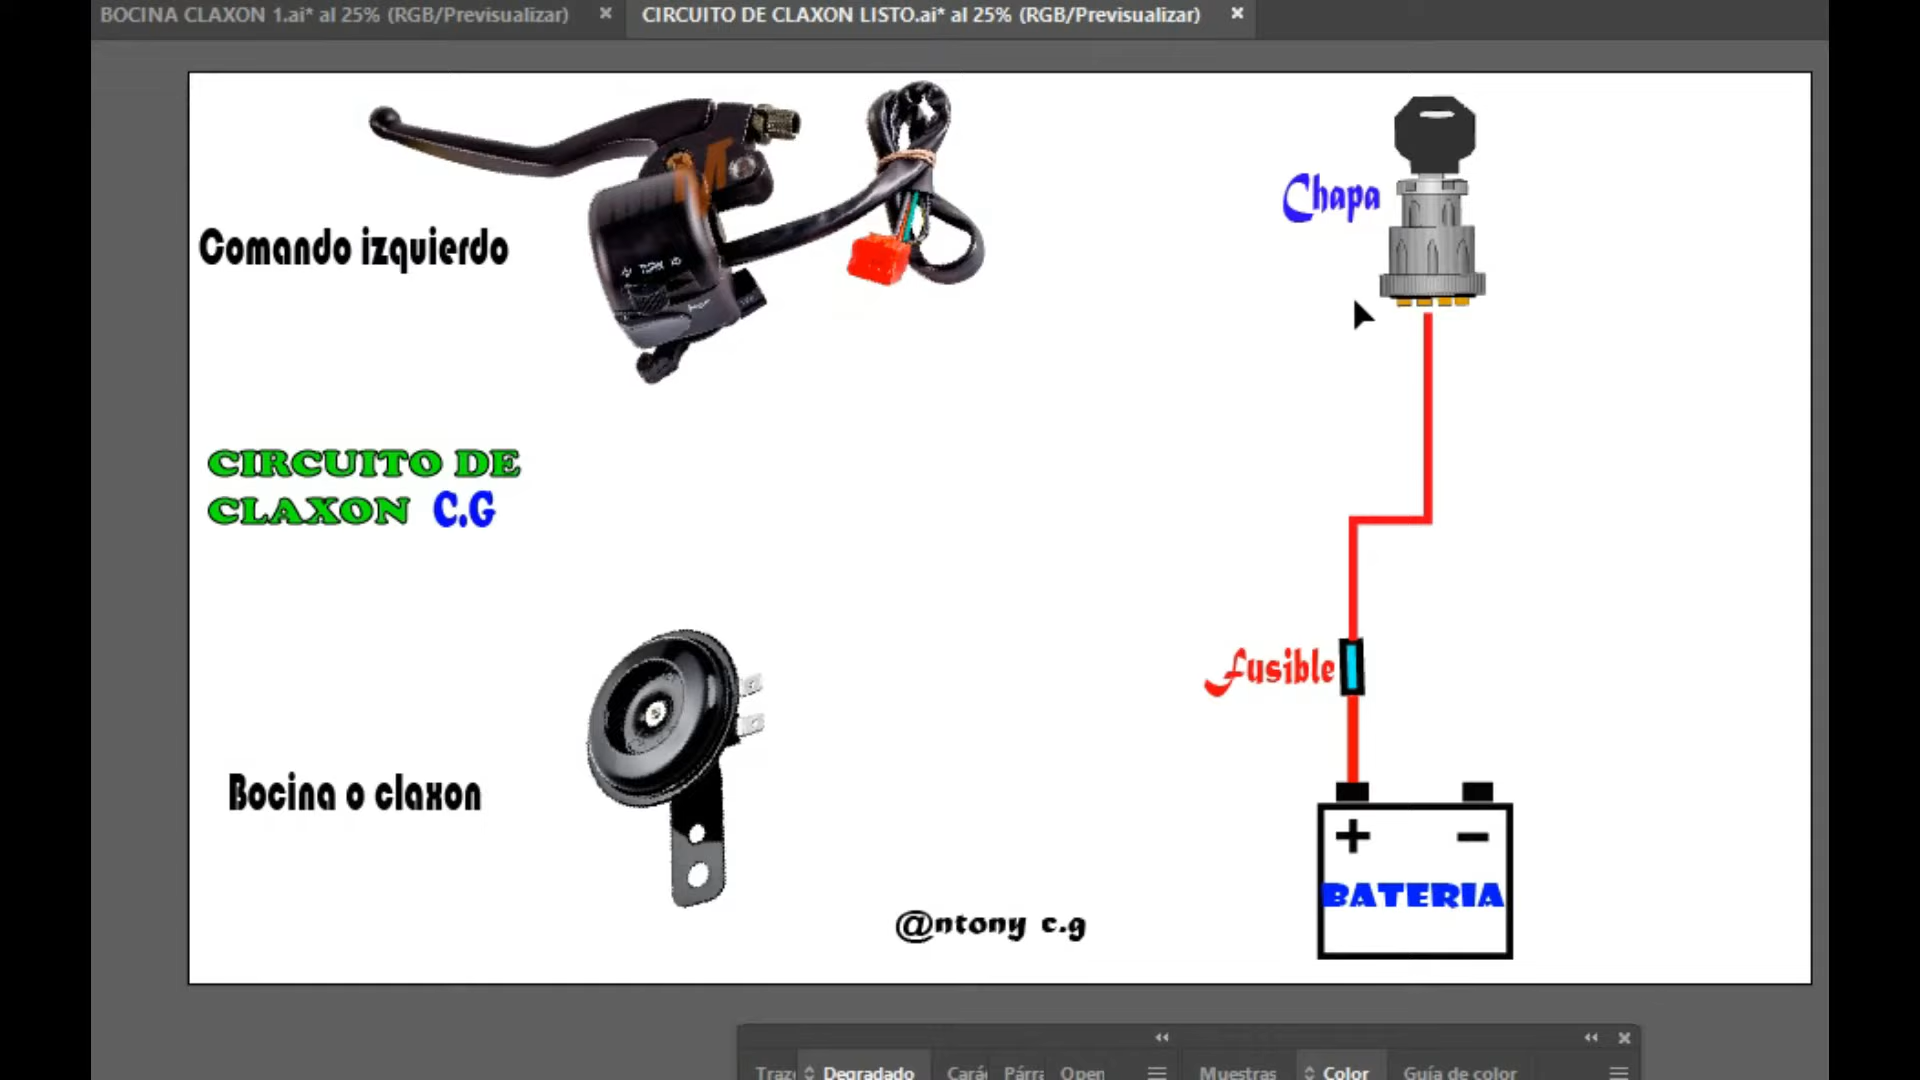 BOCINA CLAXON 1.ai* al 25% (RGB/Previsualizar)
CIRCUITO DE CLAXON LISTO.ai* al 25% (RGB/Previsualizar)
Chapa
Comando izquierdo
CIRCUITO DE
CLAXON C.G
Fusible
Bocina o claxon
+ −
BATERIA
@ntony c.g
Degradado
Muestras
Color
Guía de color